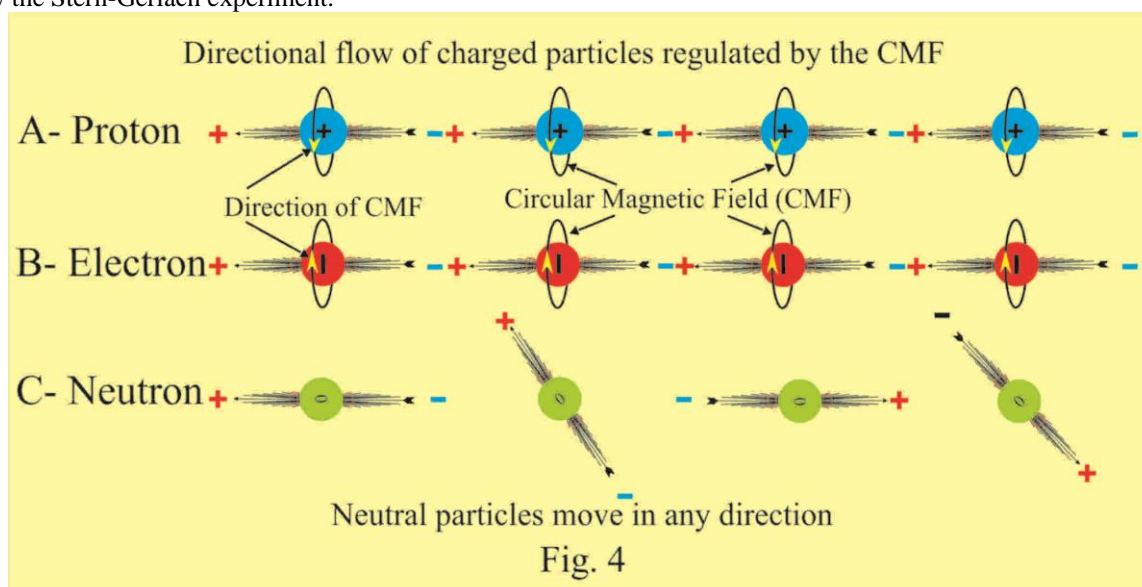 y the Stern-Gerlach experiment.
Directional flow of charged particles regulated by the CMF
A- Proton + + - + - + - + -
Direction of CMF
Circular Magnetic Field (CMF)
B- Electron + - + - + - + -
+ -
C- Neutron + - - +
- +
Neutral particles move in any direction
Fig. 4